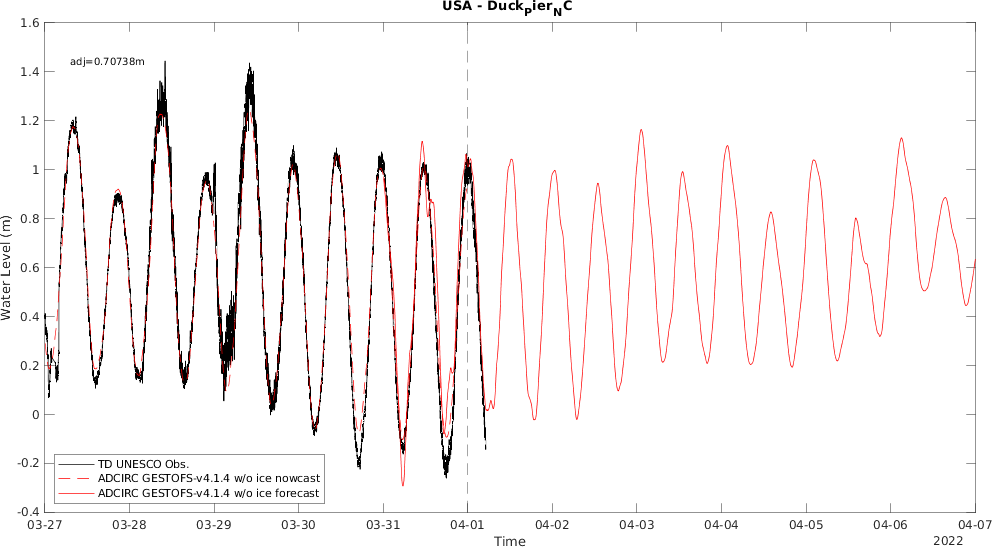 USA - Duck_Pier_NC
1.6
1.4
1.2
1
0.8
0.6
0.4
0.2
0
-0.2
-0.4
Water Level (m)
adj=0.70738m
TD UNESCO Obs.
ADCIRC GESTOFS-v4.1.4 w/o ice nowcast
ADCIRC GESTOFS-v4.1.4 w/o ice forecast
03-27 03-28 03-29 03-30 03-31 04-01 04-02 04-03 04-04 04-05 04-06 04-07
Time
2022